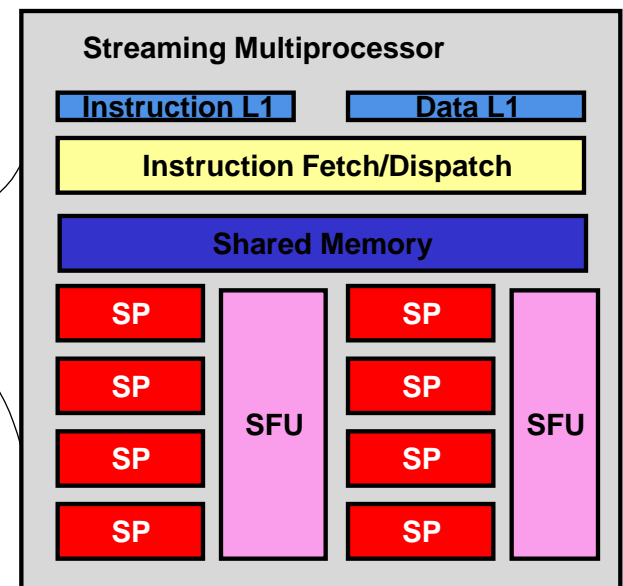 Streaming Multiprocessor
Instruction L1 Data L1
Instruction Fetch/Dispatch
Shared Memory
SP SP
SP SP
SFU SFU
SP SP
SP SP